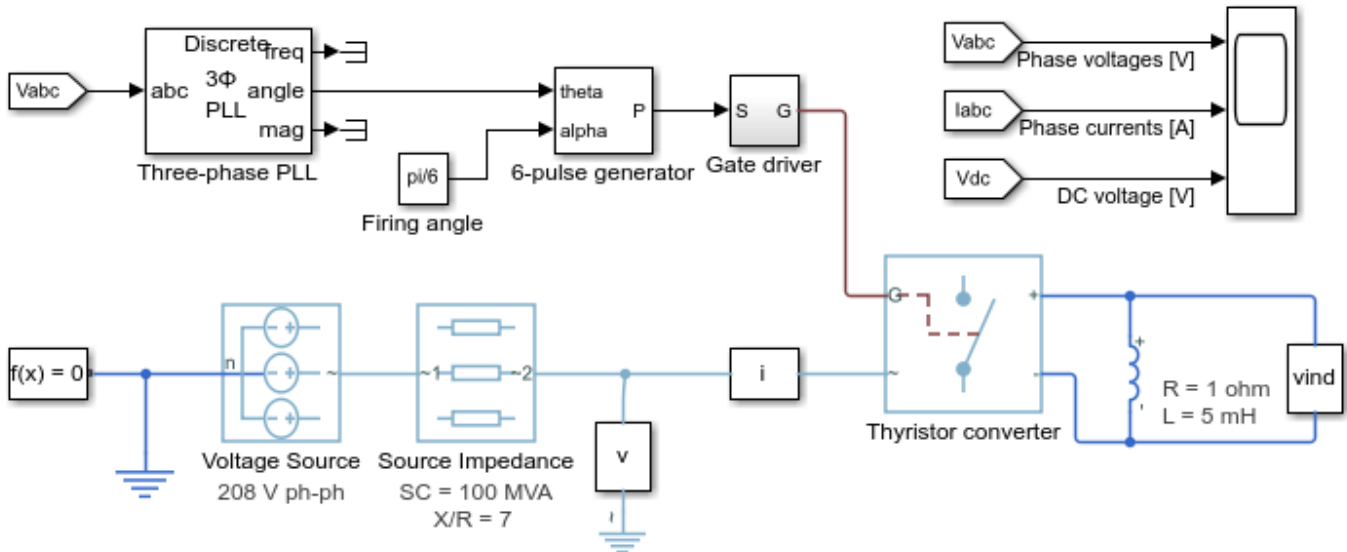 Vabc
Discrete
3Φ
PLL
abc
freq
angle
mag
Three-phase PLL
pi/6
Firing angle
theta
alpha
P
6-pulse generator
S G
Gate driver
Vabc
Phase voltages [V]
Iabc
Phase currents [A]
Vdc
DC voltage [V]
f(x) = 0
n
~
Voltage Source
208 V ph-ph
~1
~2
Source Impedance
SC = 100 MVA
X/R = 7
v
~
i
G
~
+
-
Thyristor converter
+
-
R = 1 ohm
L = 5 mH
vind